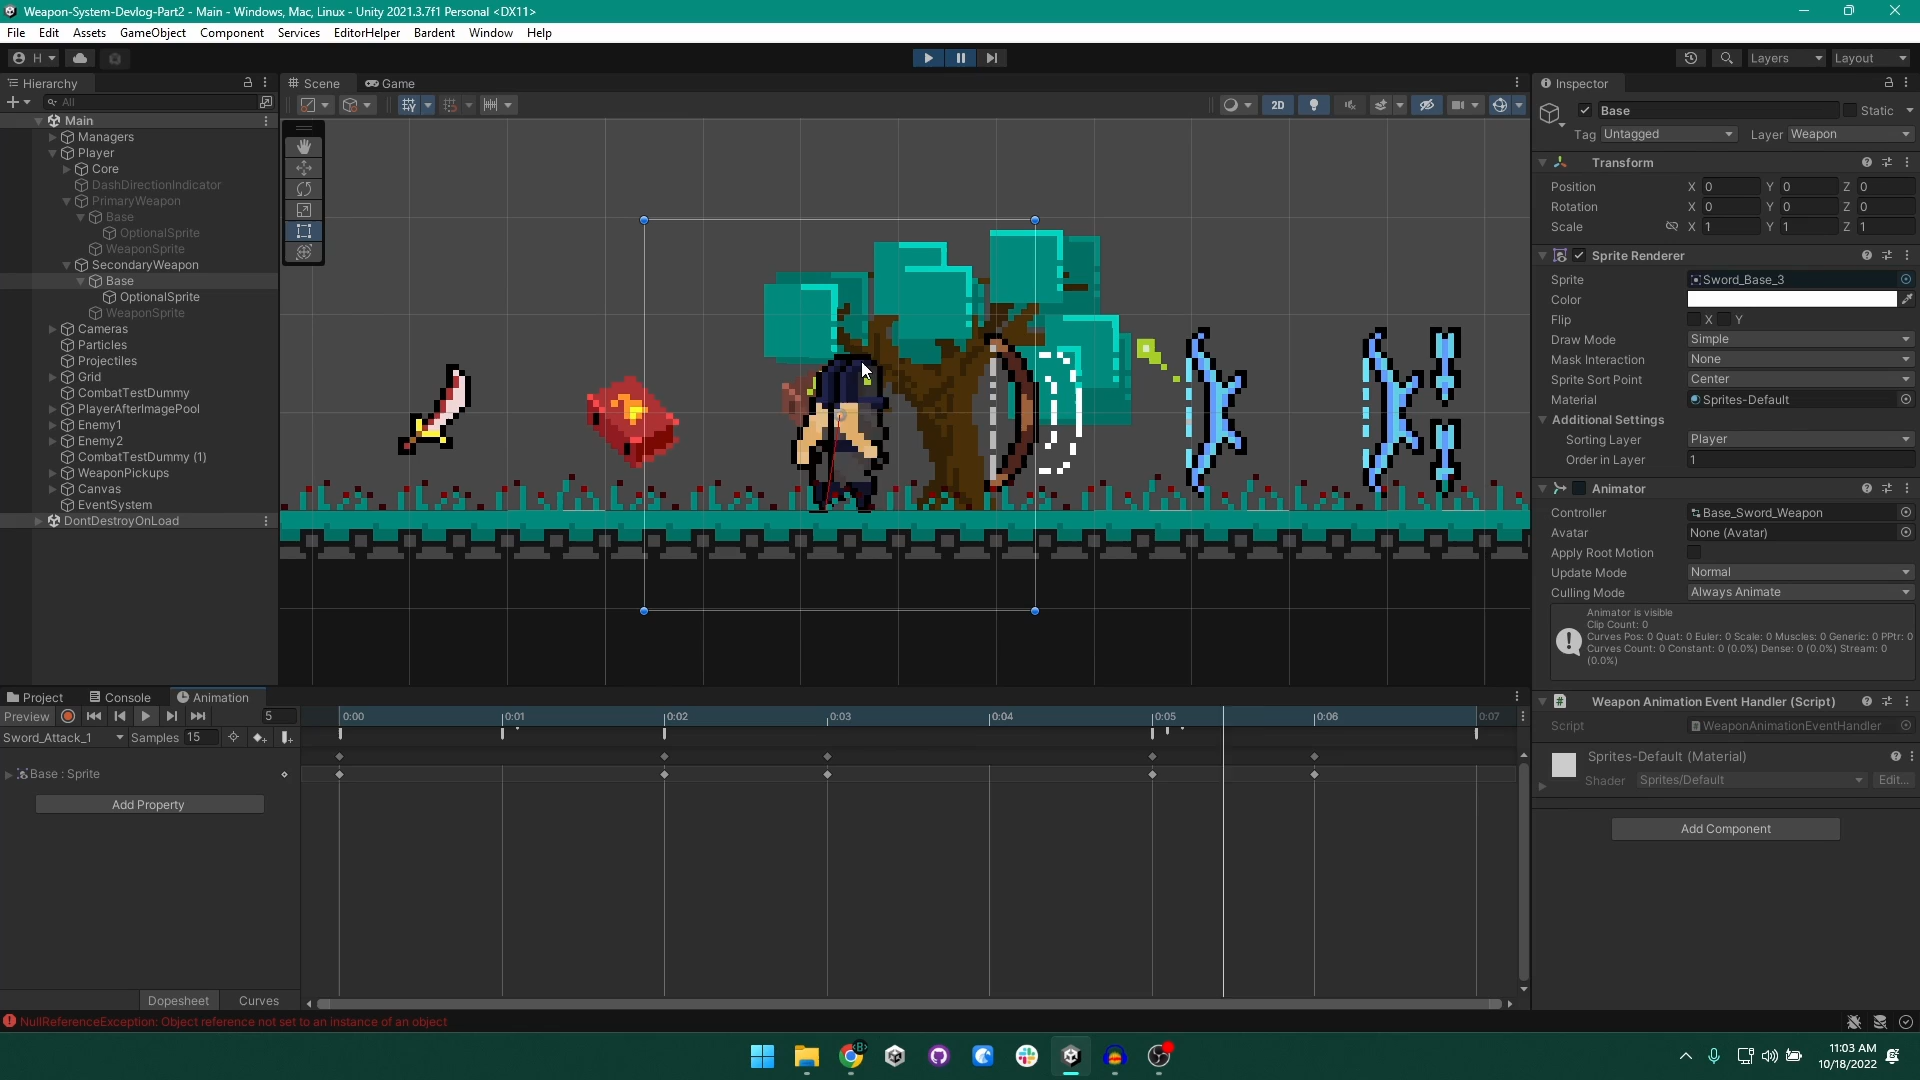 Weapon-System-Devlog-Part2 - Main - Windows, Mac, Linux - Unity 2021.3.7f1 Personal <DX11>
File Edit Assets GameObject Component Services EditorHelper Bardent Window Help
H Layers Layout
Hierarchy
All
Main
Managers
Player
Core
DashDirectionIndicator
PrimaryWeapon
Base
OptionalSprite
WeaponSprite
SecondaryWeapon
Base
OptionalSprite
WeaponSprite
Cameras
Particles
Projectiles
Grid
CombatTestDummy
PlayerAfterImagePool
Enemy1
Enemy2
CombatTestDummy (1)
WeaponPickups
Canvas
EventSystem
DontDestroyOnLoad
Scene Game
2D
Inspector
Base Static
Tag Untagged Layer Weapon
Transform
Position X 0 Y 0 Z 0
Rotation X 0 Y 0 Z 0
Scale X 1 Y 1 Z 1
Sprite Renderer
Sprite Sword_Base_3
Color
Flip X Y
Draw Mode Simple
Mask Interaction None
Sprite Sort Point Center
Material Sprites-Default
Additional Settings
Sorting Layer Player
Order in Layer 1
Animator
Controller Base_Sword_Weapon
Avatar None (Avatar)
Apply Root Motion
Update Mode Normal
Culling Mode Always Animate
Animator is visible
Clip Count: 0
Curves Pos: 0 Quat: 0 Euler: 0 Scale: 0 Muscles: 0 Generic: 0 PPtr: 0
Curves Count: 0 Constant: 0 (0.0%) Dense: 0 (0.0%) Stream: 0
(0.0%)
Weapon Animation Event Handler (Script)
Script WeaponAnimationEventHandler
Sprites-Default (Material)
Shader Sprites/Default Edit...
Add Component
Project Console Animation
Preview 5 0:00 0:01 0:02 0:03 0:04 0:05 0:06 0:07
Sword_Attack_1 Samples 15
Base : Sprite
Add Property
Dopesheet Curves
NullReferenceException: Object reference not set to an instance of an object
11:03 AM
10/18/2022